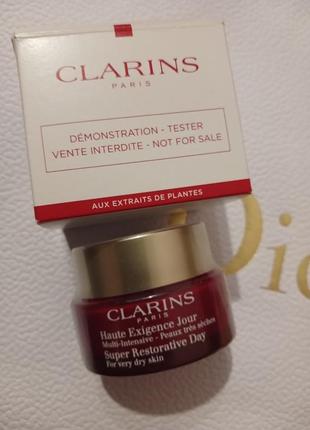 CLARINS
PARIS
DÉMONSTRATION - TESTER
VENTE INTERDITE - NOT FOR SALE
AUX EXTRAITS DE PLANTES
CLARINS
PARIS
Haute Exigence Jour
Multi-Intensive - Peaux très sèches
Super Restorative Day
For very dry skin